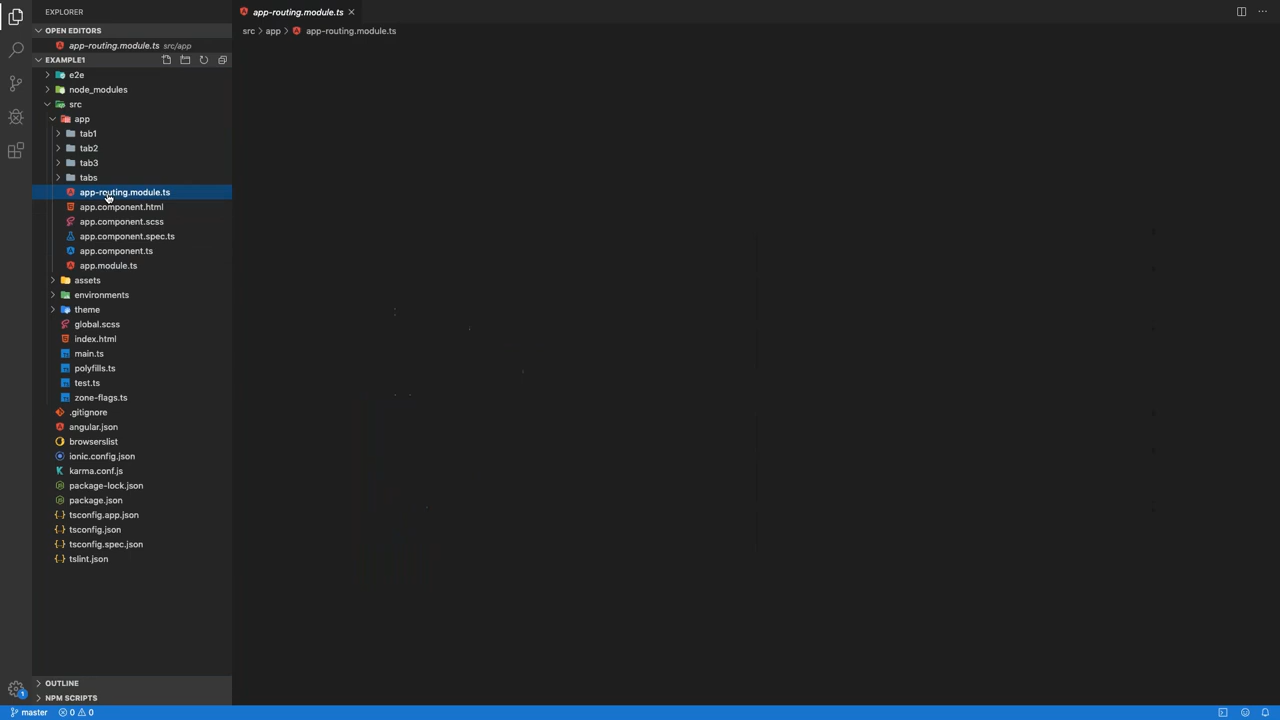 EXPLORER
app-routing.module.ts
OPEN EDITORS
app-routing.module.ts src/app
src app app-routing.module.ts
EXAMPLE1
e2e
node_modules
src
app
tab1
tab2
tab3
tabs
app-routing.module.ts
app.component.html
app.component.scss
app.component.spec.ts
app.component.ts
app.module.ts
assets
environments
theme
global.scss
index.html
main.ts
polyfills.ts
test.ts
zone-flags.ts
.gitignore
angular.json
browserslist
ionic.config.json
karma.conf.js
package-lock.json
package.json
tsconfig.app.json
tsconfig.json
tsconfig.spec.json
tslint.json
OUTLINE
NPM SCRIPTS
1
master 0 0